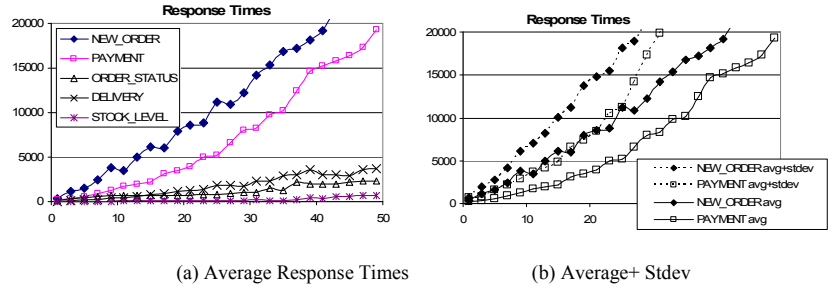 Response Times
20000
15000
10000
5000
0
0
10
20
30
40
50
NEW_ORDER
PAYMENT
ORDER_STATUS
DELIVERY
STOCK_LEVEL
(a) Average Response Times
Response Times
20000
15000
10000
5000
0
0
20
NEW_ORDER avg+stdev
PAYMENT avg+stdev
NEW_ORDER avg
PAYMENT avg
(b) Average+ Stdev